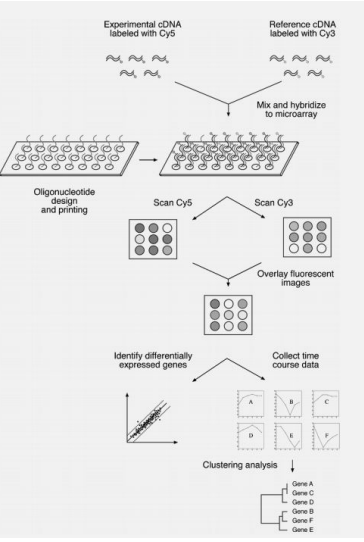 Experimental cDNA
labeled with Cy5
Reference cDNA
labeled with Cy3
Mix and hybridize
to microarray
Oligonucleotide
design
and printing
Scan Cy5
Scan Cy3
Overlay fluorescent
images
Identify differentially
expressed genes
Collect time
course data
A
B
C
D
E
F
Clustering analysis
Gene A
Gene C
Gene D
Gene B
Gene F
Gene E